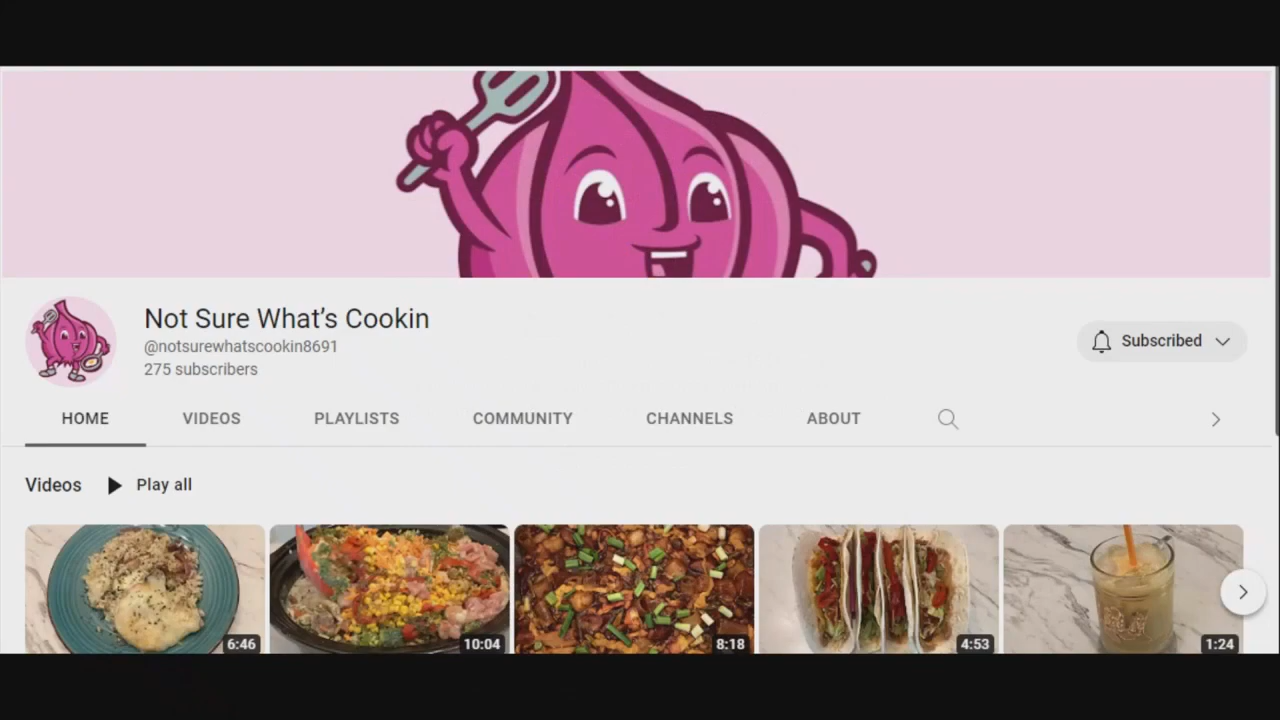 Not Sure What's Cookin
@notsurewhatscookin8691
275 subscribers
Subscribed
HOME VIDEOS PLAYLISTS COMMUNITY CHANNELS ABOUT
Videos Play all
6:46 10:04 8:18 4:53 1:24